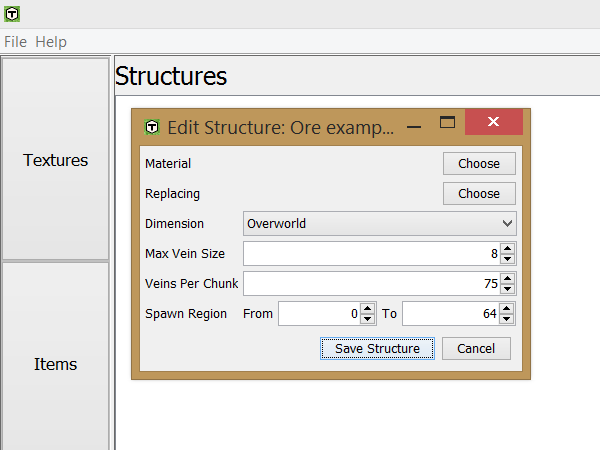 File Help
Structures
Textures
Items
Edit Structure: Ore examp...
Material Choose
Replacing Choose
Dimension Overworld
Max Vein Size 8
Veins Per Chunk 75
Spawn Region From 0 To 64
Save Structure Cancel